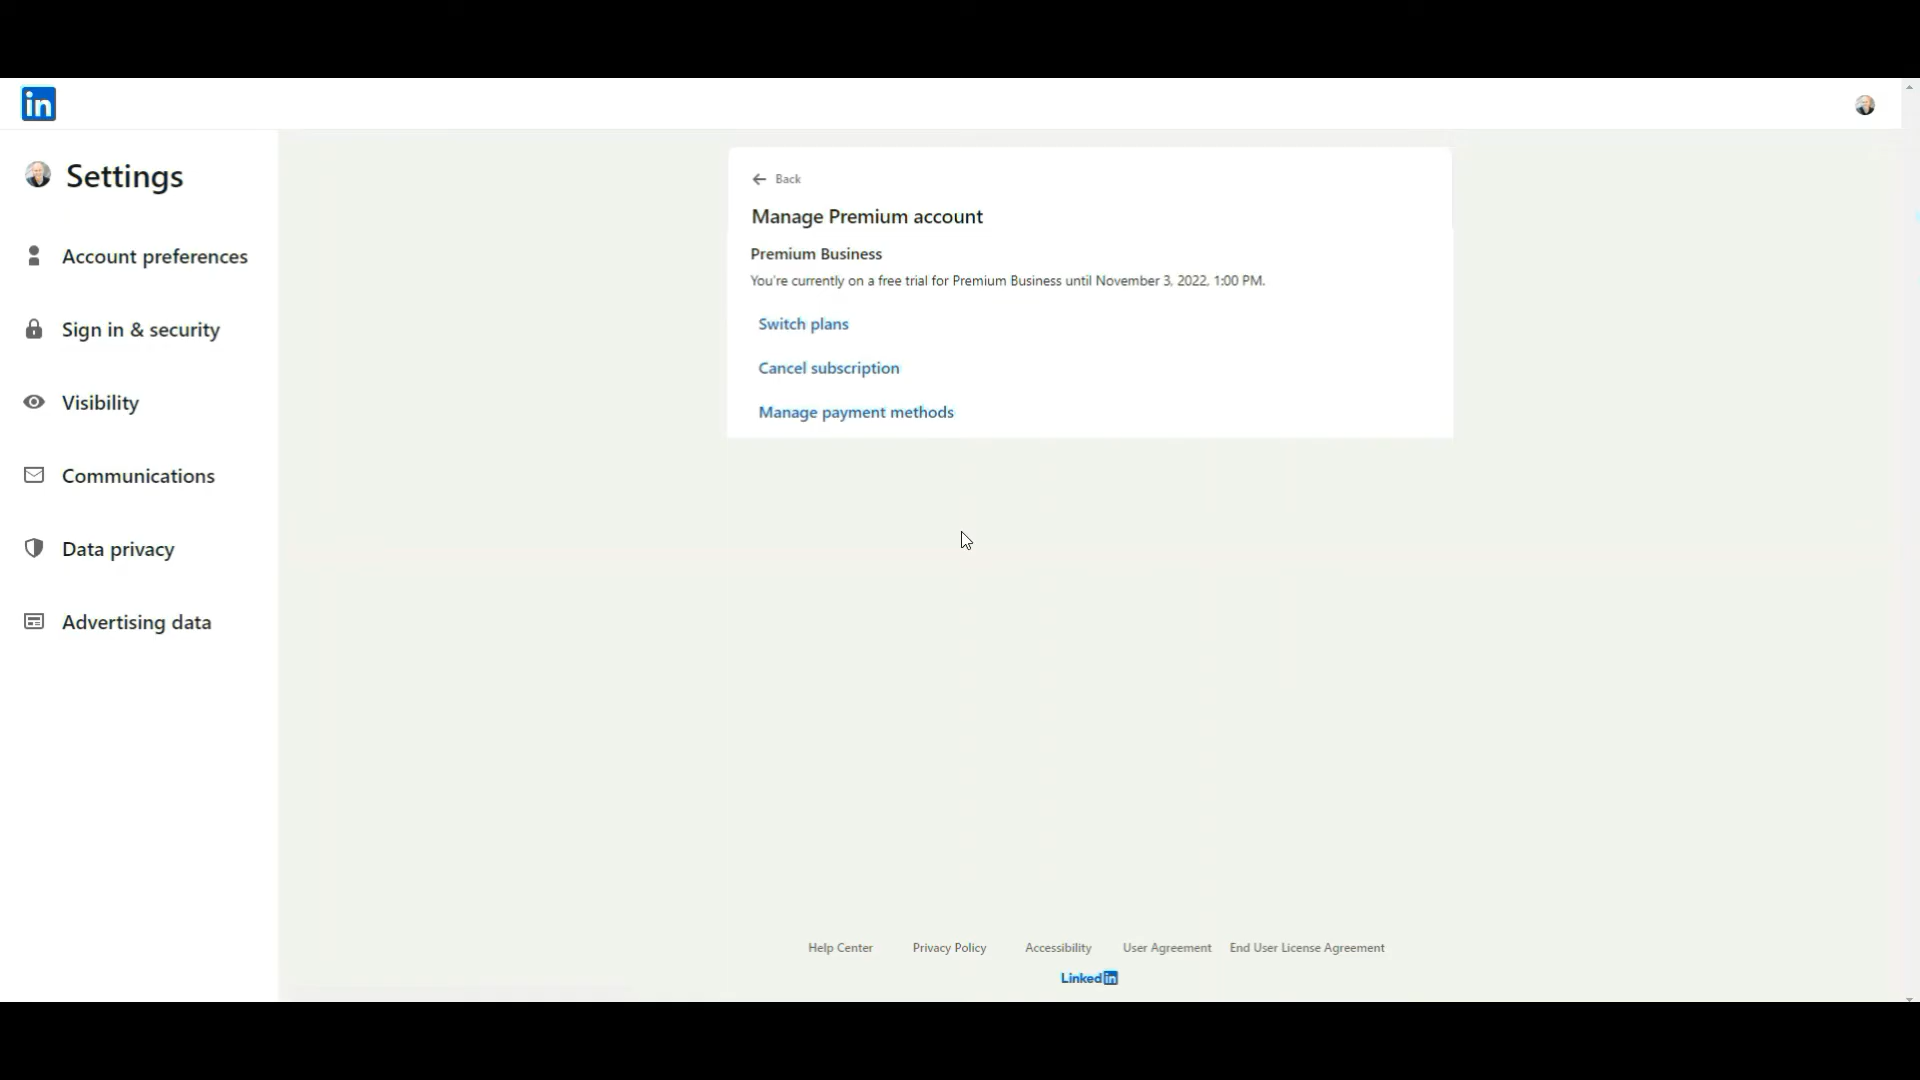 in
Settings
Account preferences
Sign in & security
Visibility
Communications
Data privacy
Advertising data
Back
Manage Premium account
Premium Business
You're currently on a free trial for Premium Business until November 3, 2022, 1:00 PM.
Switch plans
Cancel subscription
Manage payment methods
Help Center Privacy Policy Accessibility User Agreement End User License Agreement
Linkedin